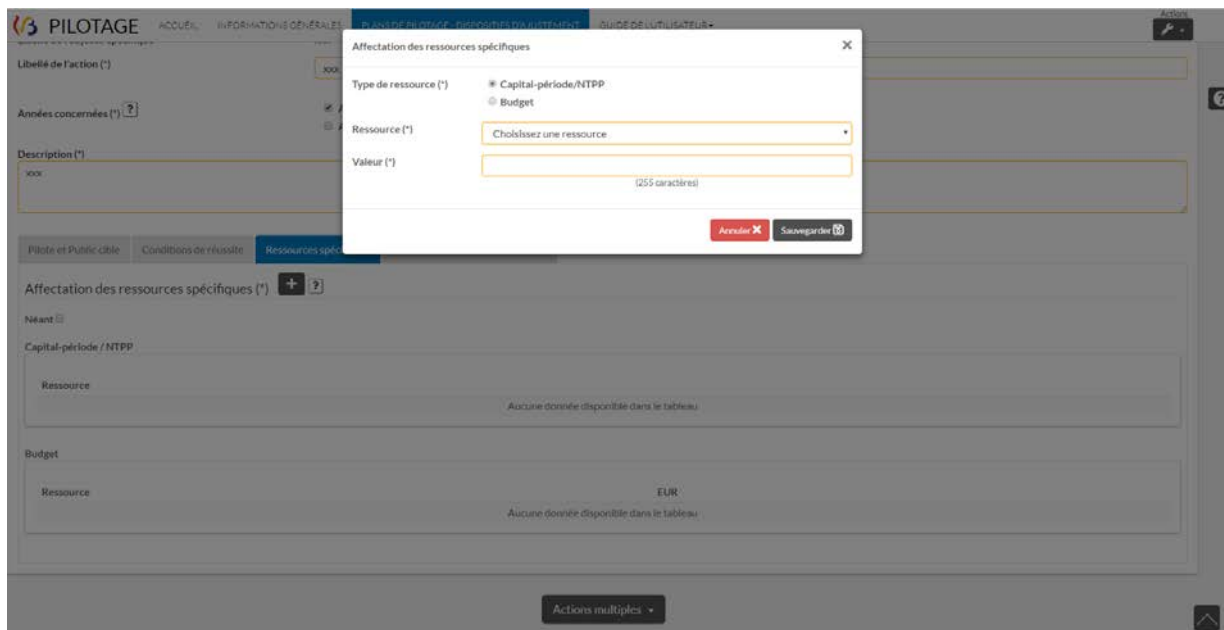 PILOTAGE ACCUEIL INFORMATIONS GÉNÉRALES PLANS DE PILOTAGE - DISPOSITIFS D'AJUSTEMENT GUIDE DE L'UTILISATEUR Actions
Libellé de l'action (*) xxx
Années concernées (*) ?
Description (*)
xxx
Affectation des ressources spécifiques
Type de ressource (*) Capital-période/NTPP
Budget
Ressource (*) Choisissez une ressource
Valeur (*)
(255 caractères)
Annuler Sauvegarder
Pilote et Public cible Conditions de réussite Ressources spéc
Affectation des ressources spécifiques (*) + ?
Néant
Capital-période / NTPP
Ressource
Aucune donnée disponible dans le tableau
Budget
Ressource EUR
Aucune donnée disponible dans le tableau
Actions multiples